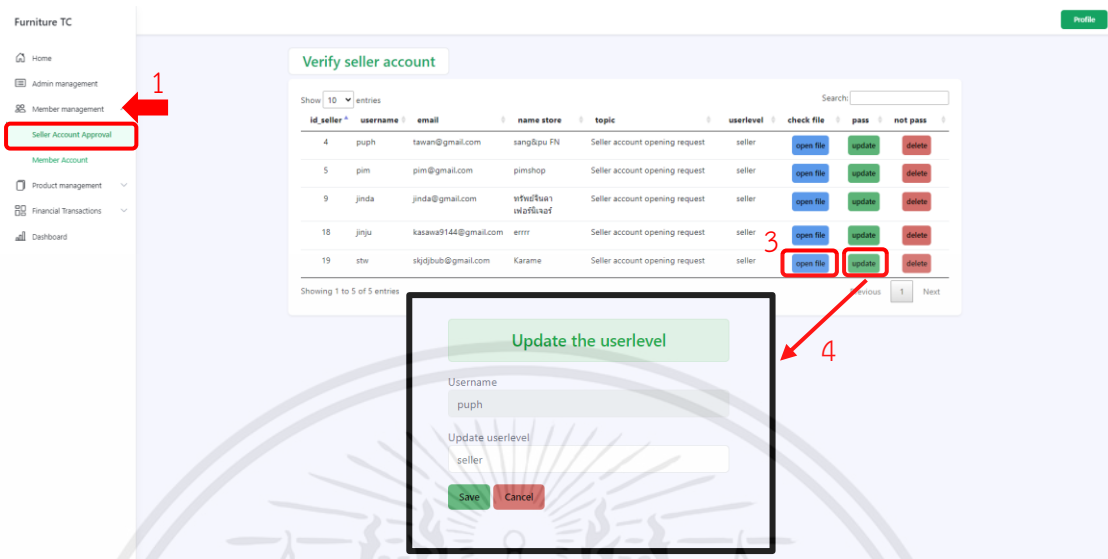 Furniture TC
Profile
Home
Admin management
Member management
1
Seller Account Approval
Member Account
Product management
Financial Transactions
Dashboard
Verify seller account
Show 10 entries
Search:
id_seller username email name store topic userlevel check file pass not pass
4 puph tawan@gmail.com sang&pu FN Seller account opening request seller open file update delete
5 pim pim@gmail.com pimshop Seller account opening request seller open file update delete
9 jinda jinda@gmail.com ทรัพย์จินดา Seller account opening request seller open file update delete
เฟอร์นิเจอร์
18 jinju kasawa9144@gmail.com errrr Seller account opening request seller open file update delete
3
19 stw skjdjbub@gmail.com Karame Seller account opening request seller open file update delete
Showing 1 to 5 of 5 entries
Previous 1 Next
4
Update the userlevel
Username
puph
Update userlevel
seller
Save Cancel